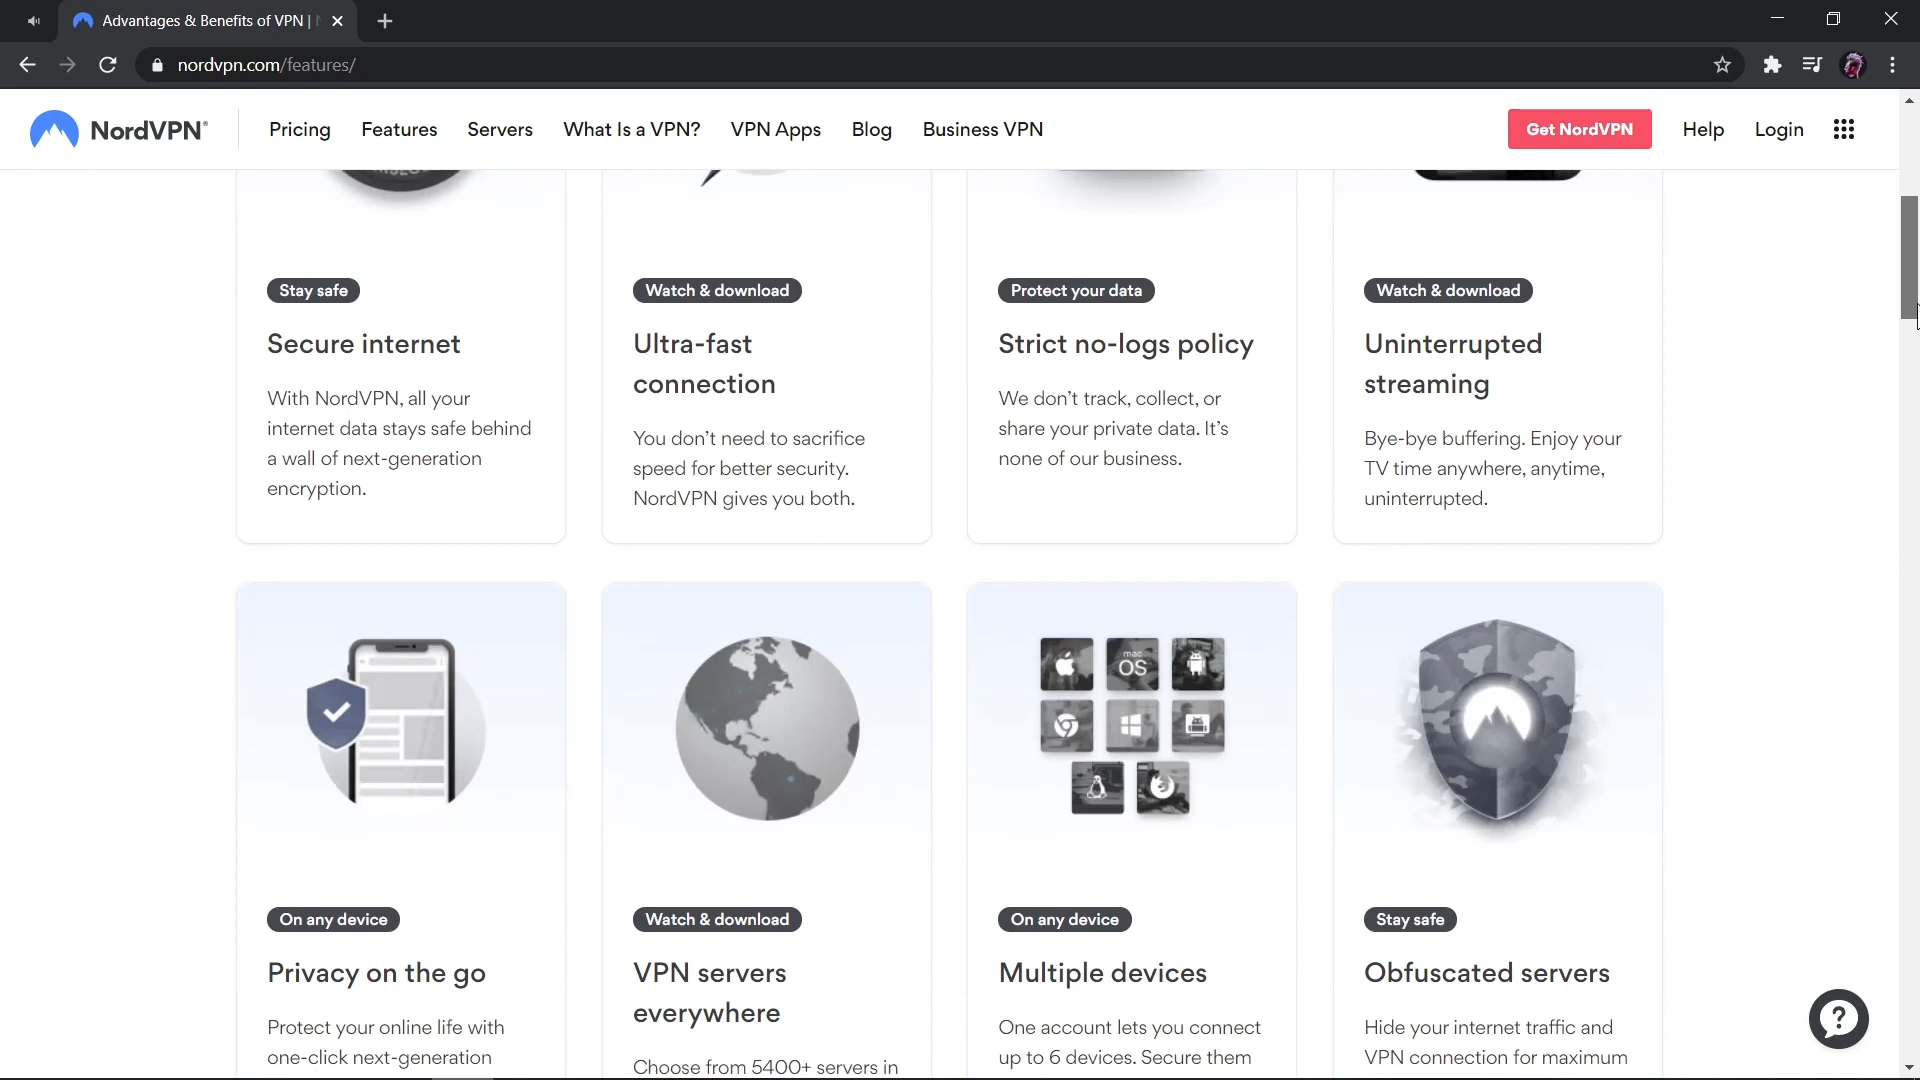 Advantages & Benefits of VPN |
nordvpn.com/features/
NordVPN®
Pricing
Features
Servers
What Is a VPN?
VPN Apps
Blog
Business VPN
Get NordVPN
Help
Login
Stay safe
Secure internet
With NordVPN, all your
internet data stays safe behind
a wall of next-generation
encryption.
Watch & download
Ultra-fast
connection
You don’t need to sacrifice
speed for better security.
NordVPN gives you both.
Protect your data
Strict no-logs policy
We don’t track, collect, or
share your private data. It’s
none of our business.
Watch & download
Uninterrupted
streaming
Bye-bye buffering. Enjoy your
TV time anywhere, anytime,
uninterrupted.
On any device
Privacy on the go
Protect your online life with
one-click next-generation
Watch & download
VPN servers
everywhere
Choose from 5400+ servers in
mac
OS
On any device
Multiple devices
One account lets you connect
up to 6 devices. Secure them
Stay safe
Obfuscated servers
Hide your internet traffic and
VPN connection for maximum